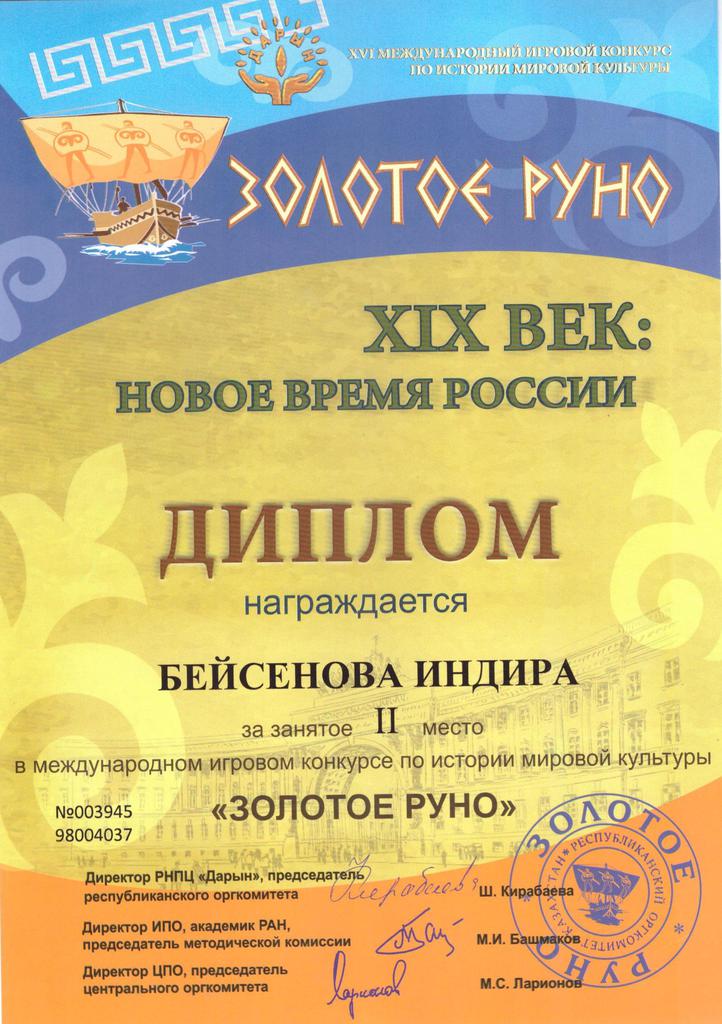 ДАРЫН
XVI МЕЖДУНАРОДНЫЙ ИГРОВОЙ КОНКУРС
ПО ИСТОРИИ МИРОВОЙ КУЛЬТУРЫ
ЗОЛОТОЕ РУНО
XIX ВЕК:
НОВОЕ ВРЕМЯ РОССИИ
ДИПЛОМ
награждается
БЕЙСЕНОВА ИНДИРА
за занятое II место
в международном игровом конкурсе по истории мировой культуры
«ЗОЛОТОЕ РУНО»
№003945
98004037
Директор РНПЦ «Дарын», председатель
республиканского оргкомитета
Ш. Кирабаева
Директор ИПО, академик РАН,
председатель методической комиссии
М.И. Башмаков
Директор ЦПО, председатель
центрального оргкомитета
М.С. Ларионов
ЗОЛОТОЕ РУНО
КАЗАХСТАН РЕСПУБЛИКАНСКИЙ ОРГКОМИТЕТ